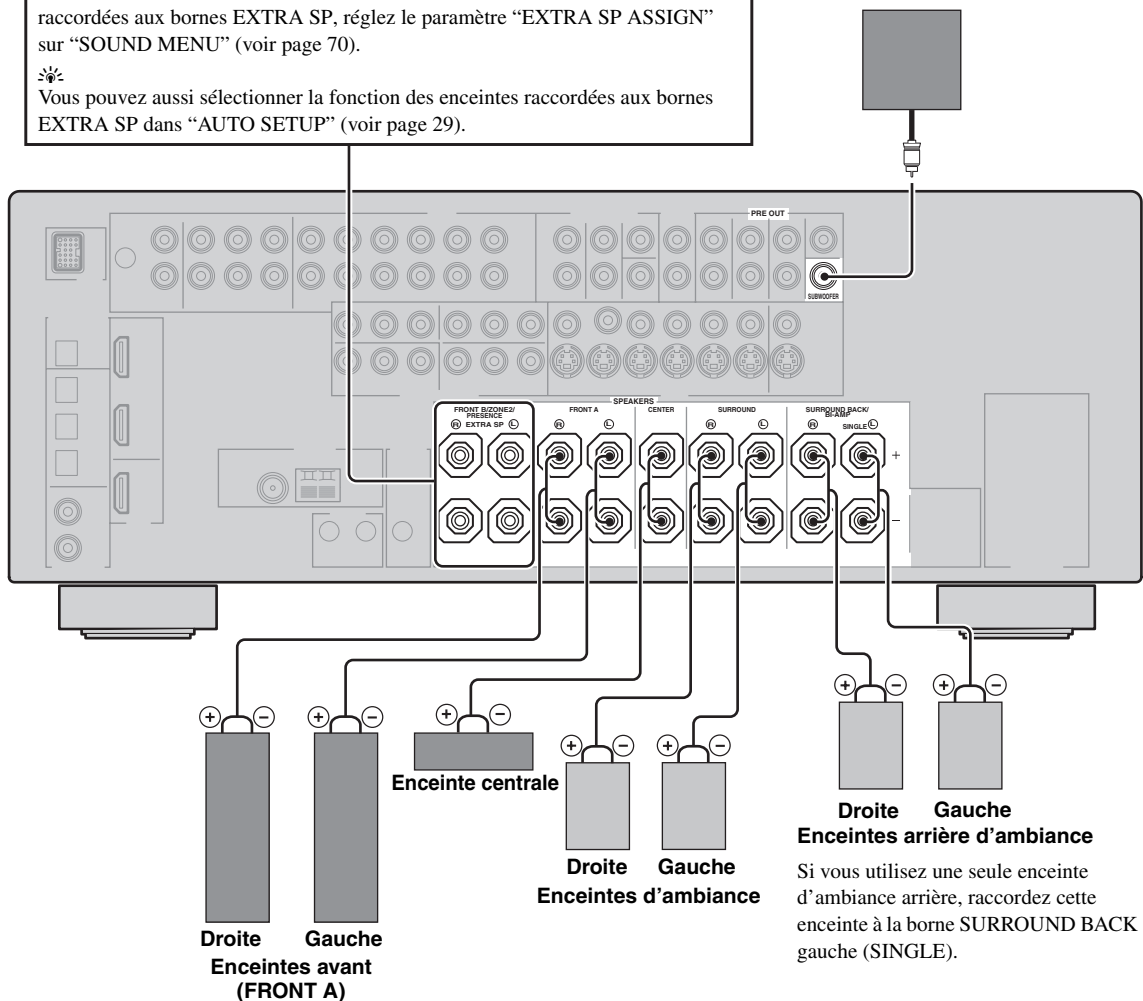 raccordées aux bornes EXTRA SP, réglez le paramètre “EXTRA SP ASSIGN”
sur “SOUND MENU” (voir page 70).
Vous pouvez aussi sélectionner la fonction des enceintes raccordées aux bornes
EXTRA SP dans “AUTO SETUP” (voir page 29).
PRE OUT
SUBWOOFER
SPEAKERS
FRONT B/ZONE2/
PRESENCE
R EXTRA SP L
FRONT A
R L
CENTER
SURROUND
R L
SURROUND BACK/
BI-AMP
R SINGLE L
+
–
+ –
+ –
+ –
+ –
+ –
+ –
+ –
Enceinte centrale
Droite Gauche
Enceintes arrière d’ambiance
Droite Gauche
Enceintes d’ambiance
Si vous utilisez une seule enceinte
d’ambiance arrière, raccordez cette
enceinte à la borne SURROUND BACK
gauche (SINGLE).
Droite Gauche
Enceintes avant
(FRONT A)